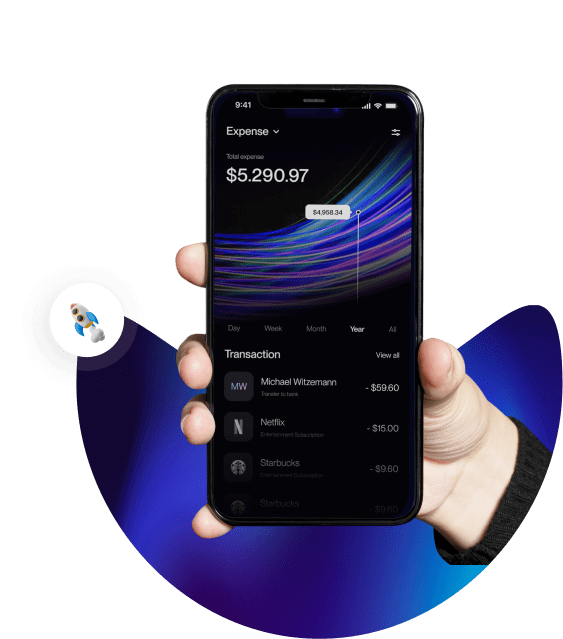 9:41
Expense
Total expense
$5.290.97
$4,958.34
Day Week Month Year All
Transaction View all
MW Michael Witzemann - $59.60
Transfer to bank
N Netflix - $15.00
Entertainment Subscription
Starbucks - $9.60
Entertainment Subscription
Starbucks - $9.60